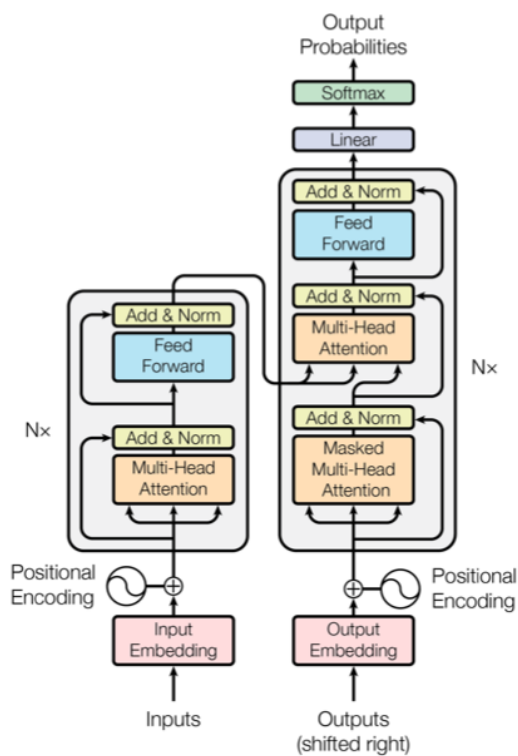 Output
Probabilities
Softmax
Linear
Add & Norm
Feed
Forward
Add & Norm
Multi-Head
Attention
Add & Norm
Masked
Multi-Head
Attention
N×
Add & Norm
Feed
Forward
N×
Add & Norm
Multi-Head
Attention
Positional
Encoding
Positional
Encoding
Input
Embedding
Output
Embedding
Inputs
Outputs
(shifted right)